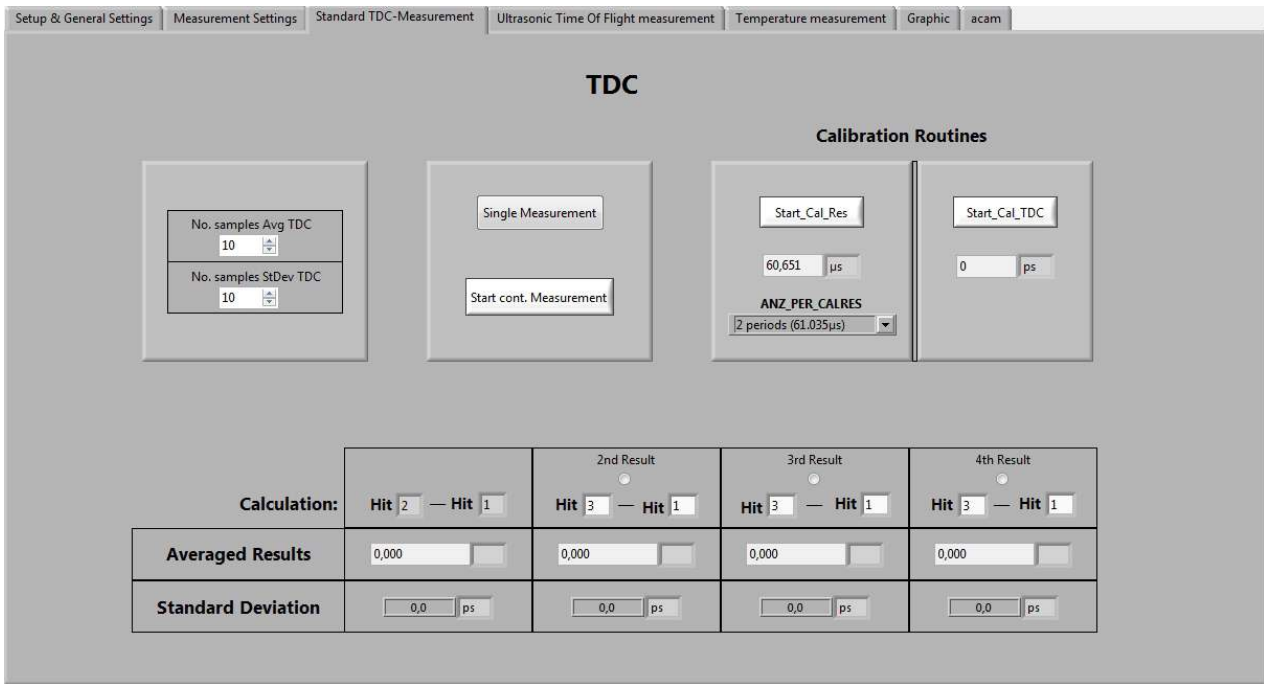 Setup & General Settings
Measurement Settings
Standard TDC-Measurement
Ultrasonic Time Of Flight measurement
Temperature measurement
Graphic
acam
TDC
Calibration Routines
No. samples Avg TDC
10
No. samples StDev TDC
10
Single Measurement
Start cont. Measurement
Start_Cal_Res
60,651 µs
ANZ_PER_CALRES
2 periods (61.035µs)
Start_Cal_TDC
0 ps
2nd Result
3rd Result
4th Result
Calculation: Hit 2 — Hit 1 Hit 3 — Hit 1 Hit 3 — Hit 1 Hit 3 — Hit 1
Averaged Results 0,000 0,000 0,000 0,000
Standard Deviation 0,0 ps 0,0 ps 0,0 ps 0,0 ps